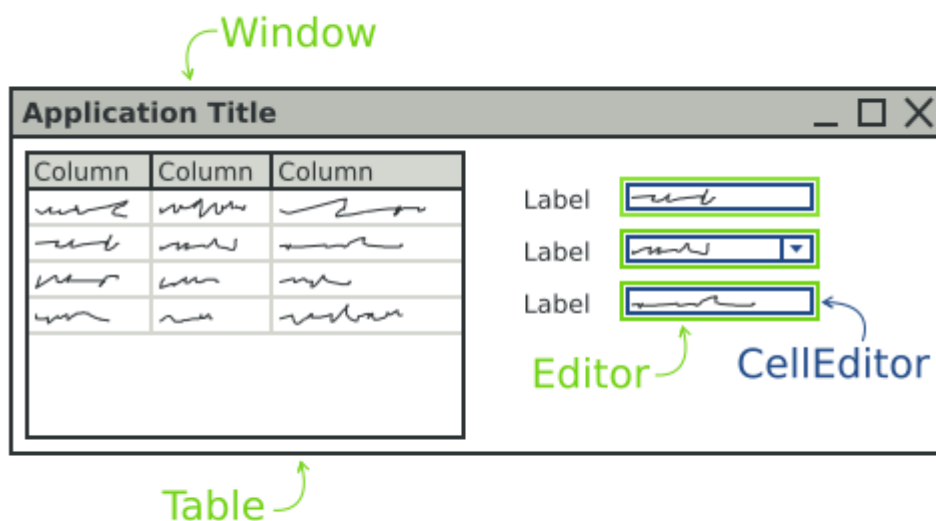 Window
Application Title
Column Column Column
Label
Label
Label
Editor
CellEditor
Table